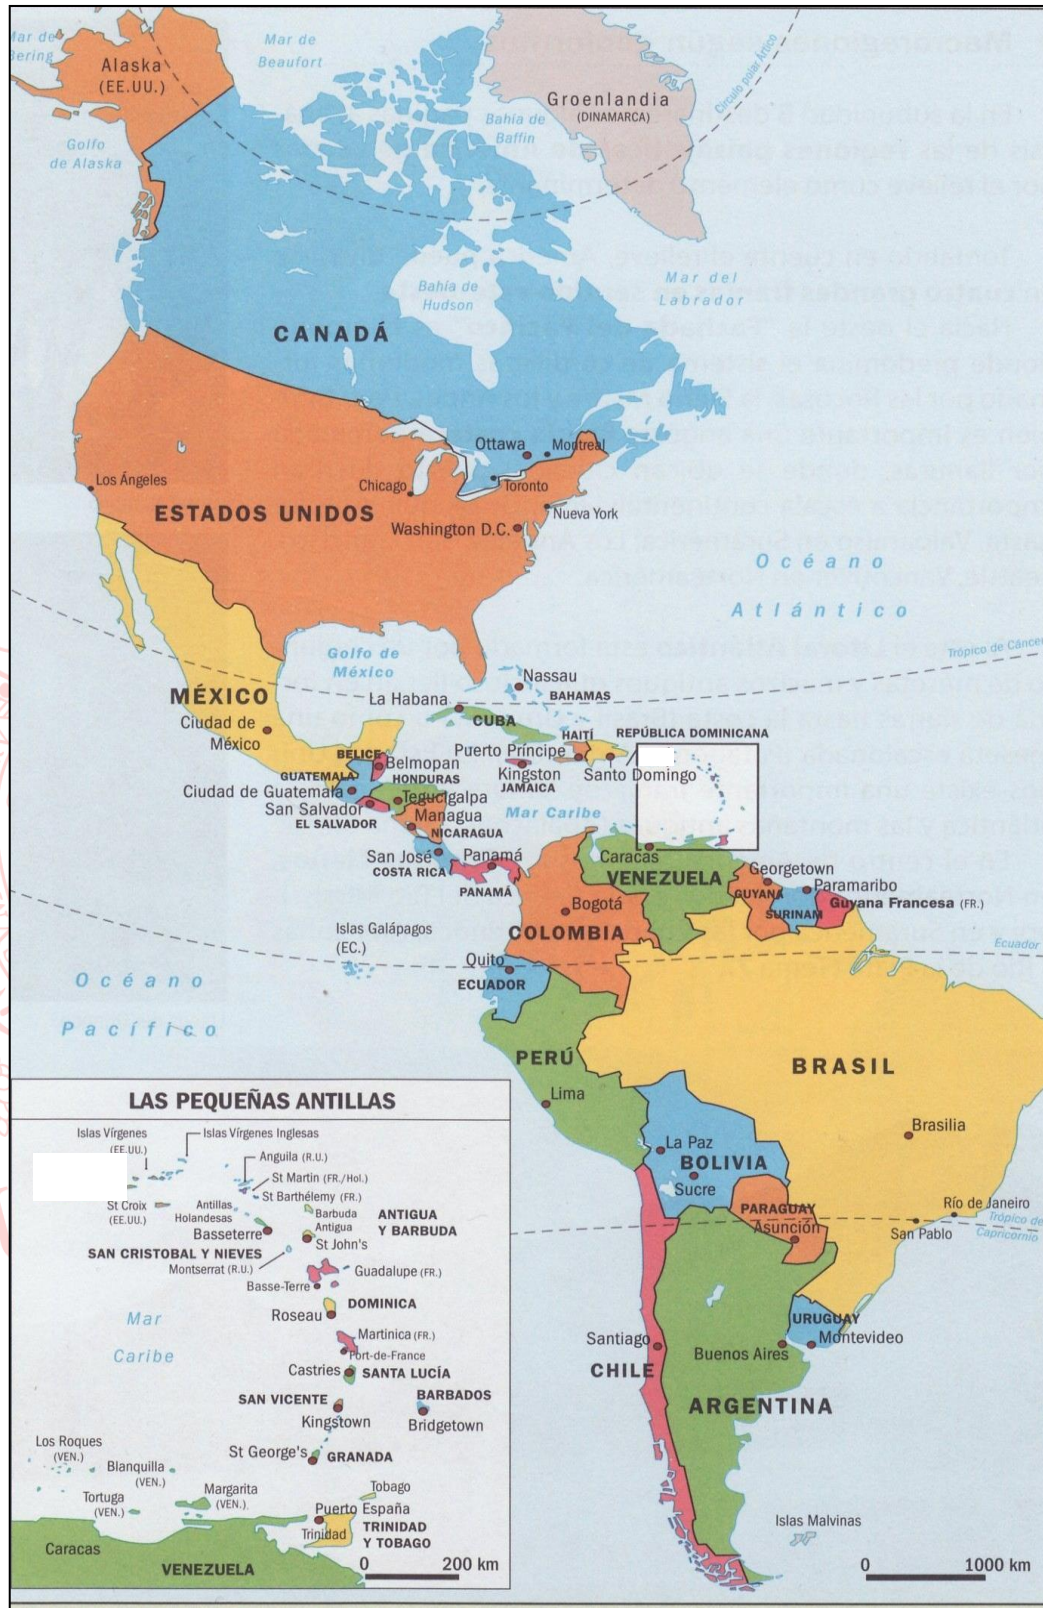 Mar de
Bering
Alaska
(EE.UU.)
Golfo
de Alaska
Mar de
Beaufort
Groenlandia
(DINAMARCA)
Bahía de
Baffin
Círculo polar Ártico
Mar del
Labrador
Bahía de
Hudson
CANADÁ
Ottawa
Montreal
Toronto
Chicago
Los Ángeles
ESTADOS UNIDOS
Nueva York
Washington D.C.
Océano
Atlántico
Golfo de
México
Trópico de Cáncer
MÉXICO
Ciudad de
México
La Habana
Nassau
BAHAMAS
CUBA
HAITÍ
REPÚBLICA DOMINICANA
Puerto Príncipe
Santo Domingo
Kingston
JAMAICA
BELICE
Belmopan
GUATEMALA
HONDURAS
Ciudad de Guatemala
Tegucigalpa
San Salvador
EL SALVADOR
Managua
NICARAGUA
Mar Caribe
San José
COSTA RICA
Panamá
PANAMÁ
Caracas
VENEZUELA
Georgetown
GUYANA
Paramaribo
SURINAM
Guyana Francesa (FR.)
Bogotá
COLOMBIA
Islas Galápagos
(EC.)
Quito
ECUADOR
Ecuador
Océano
Pacífico
PERÚ
Lima
BRASIL
Brasilia
La Paz
BOLIVIA
Sucre
PARAGUAY
Asunción
Río de Janeiro
San Pablo
Trópico de
Capricornio
URUGUAY
Montevideo
Santiago
Buenos Aires
CHILE
ARGENTINA
Islas Malvinas
0 1000 km
LAS PEQUEÑAS ANTILLAS
Islas Vírgenes
(EE.UU.)
Islas Vírgenes Inglesas
Anguila (R.U.)
St Martin (FR./Hol.)
St Barthélemy (FR.)
St Croix
(EE.UU.)
Antillas
Holandesas
Barbuda
Antigua
ANTIGUA
Y BARBUDA
Basseterre
St John's
SAN CRISTOBAL Y NIEVES
Montserrat (R.U.)
Guadalupe (FR.)
Basse-Terre
DOMINICA
Roseau
Mar
Caribe
Martinica (FR.)
Port-de-France
Castries
SANTA LUCÍA
SAN VICENTE
Kingstown
BARBADOS
Bridgetown
St George's
GRANADA
Los Roques
(VEN.)
Blanquilla
(VEN.)
Tortuga
(VEN.)
Margarita
(VEN.)
Tobago
Puerto España
Trinidad
TRINIDAD
Y TOBAGO
Caracas
VENEZUELA
0 200 km